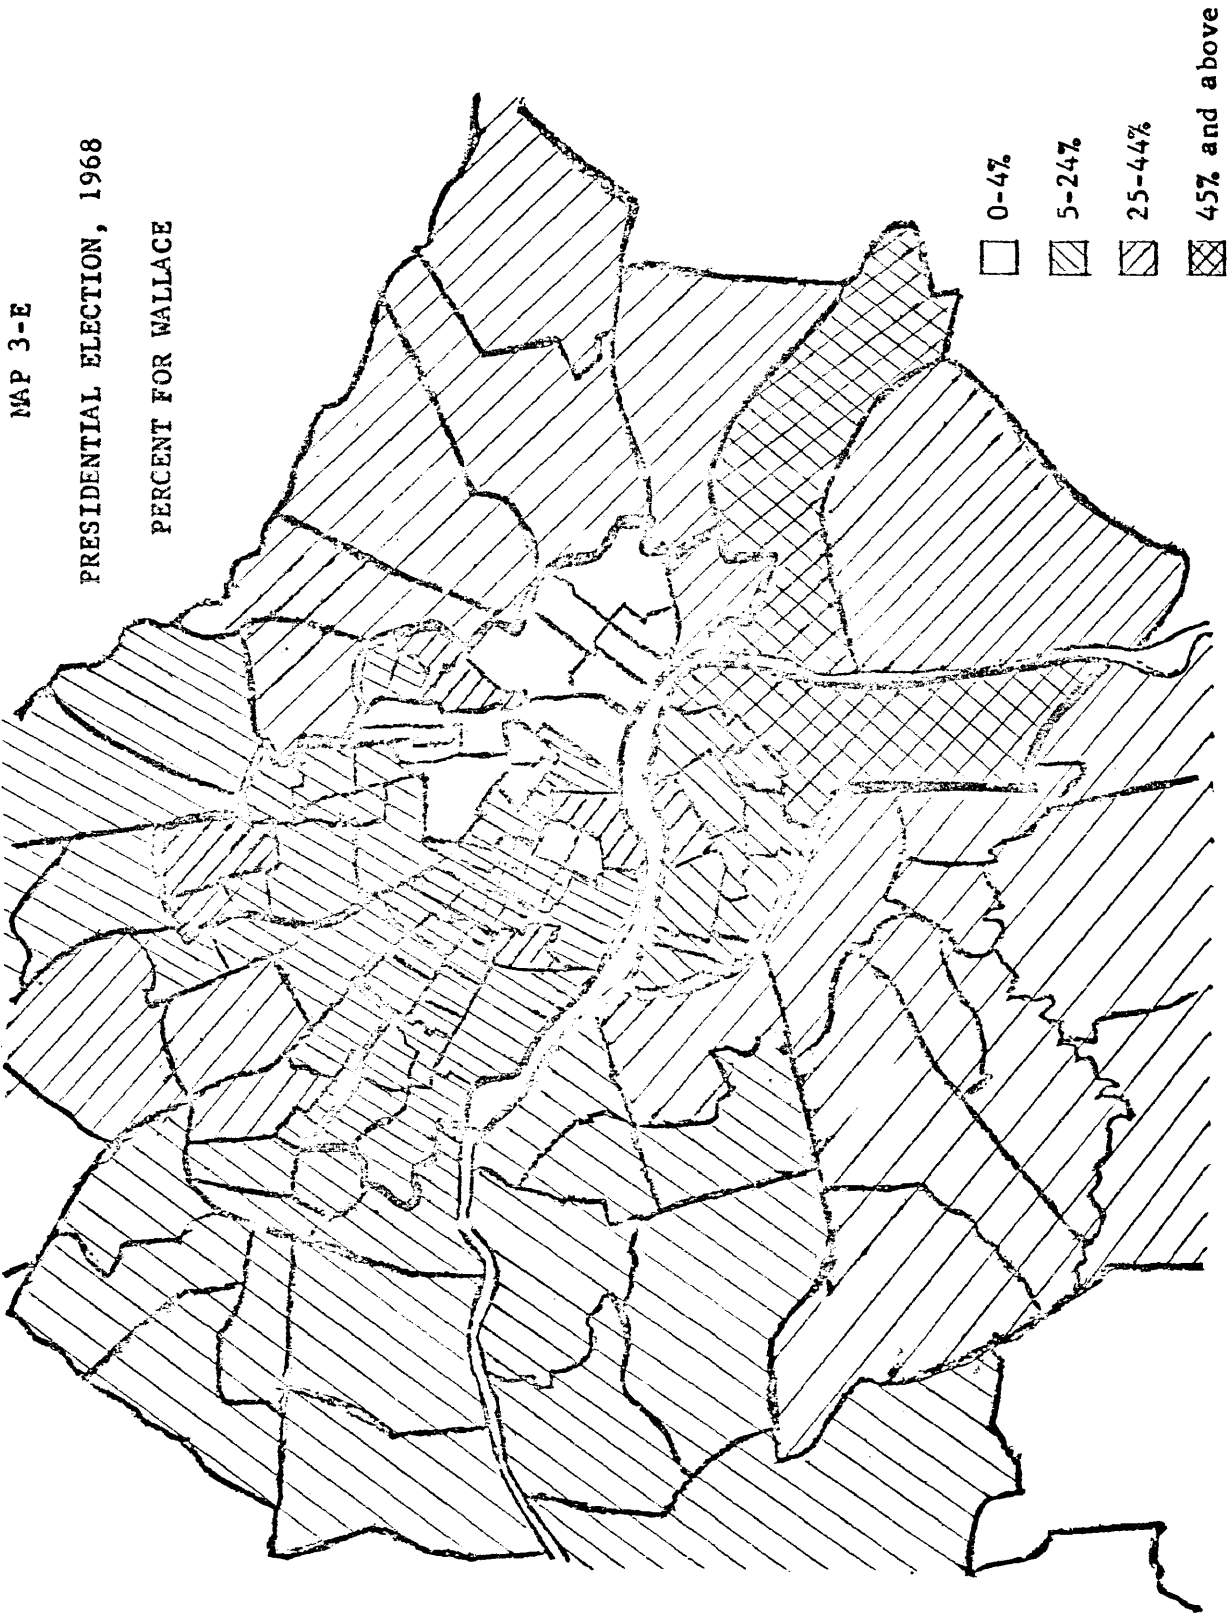 MAP 3-E
PRESIDENTIAL ELECTION, 1968
PERCENT FOR WALLACE
0-4%
5-24%
25-44%
45% and above